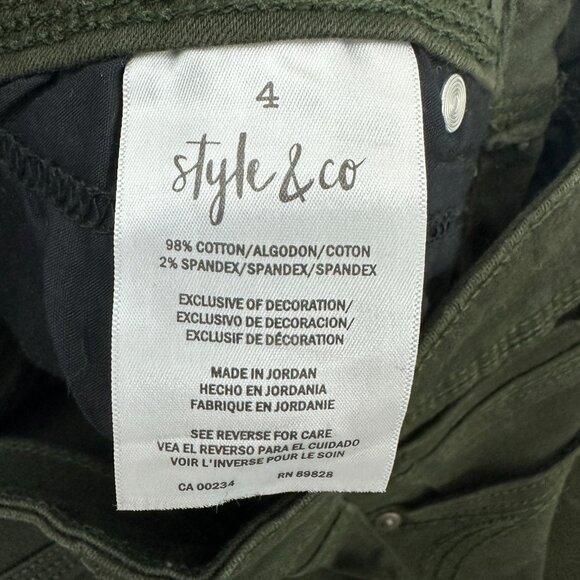 4
style & co
98% COTTON/ALGODON/COTON
2% SPANDEX/SPANDEX/SPANDEX
EXCLUSIVE OF DECORATION/
EXCLUSIVO DE DECORACION/
EXCLUSIF DE DÉCORATION
MADE IN JORDAN
HECHO EN JORDANIA
FABRIQUE EN JORDANIE
SEE REVERSE FOR CARE
VEA EL REVERSO PARA EL CUIDADO
VOIR L'INVERSE POUR LE SOIN
CA 00234 RN 89828